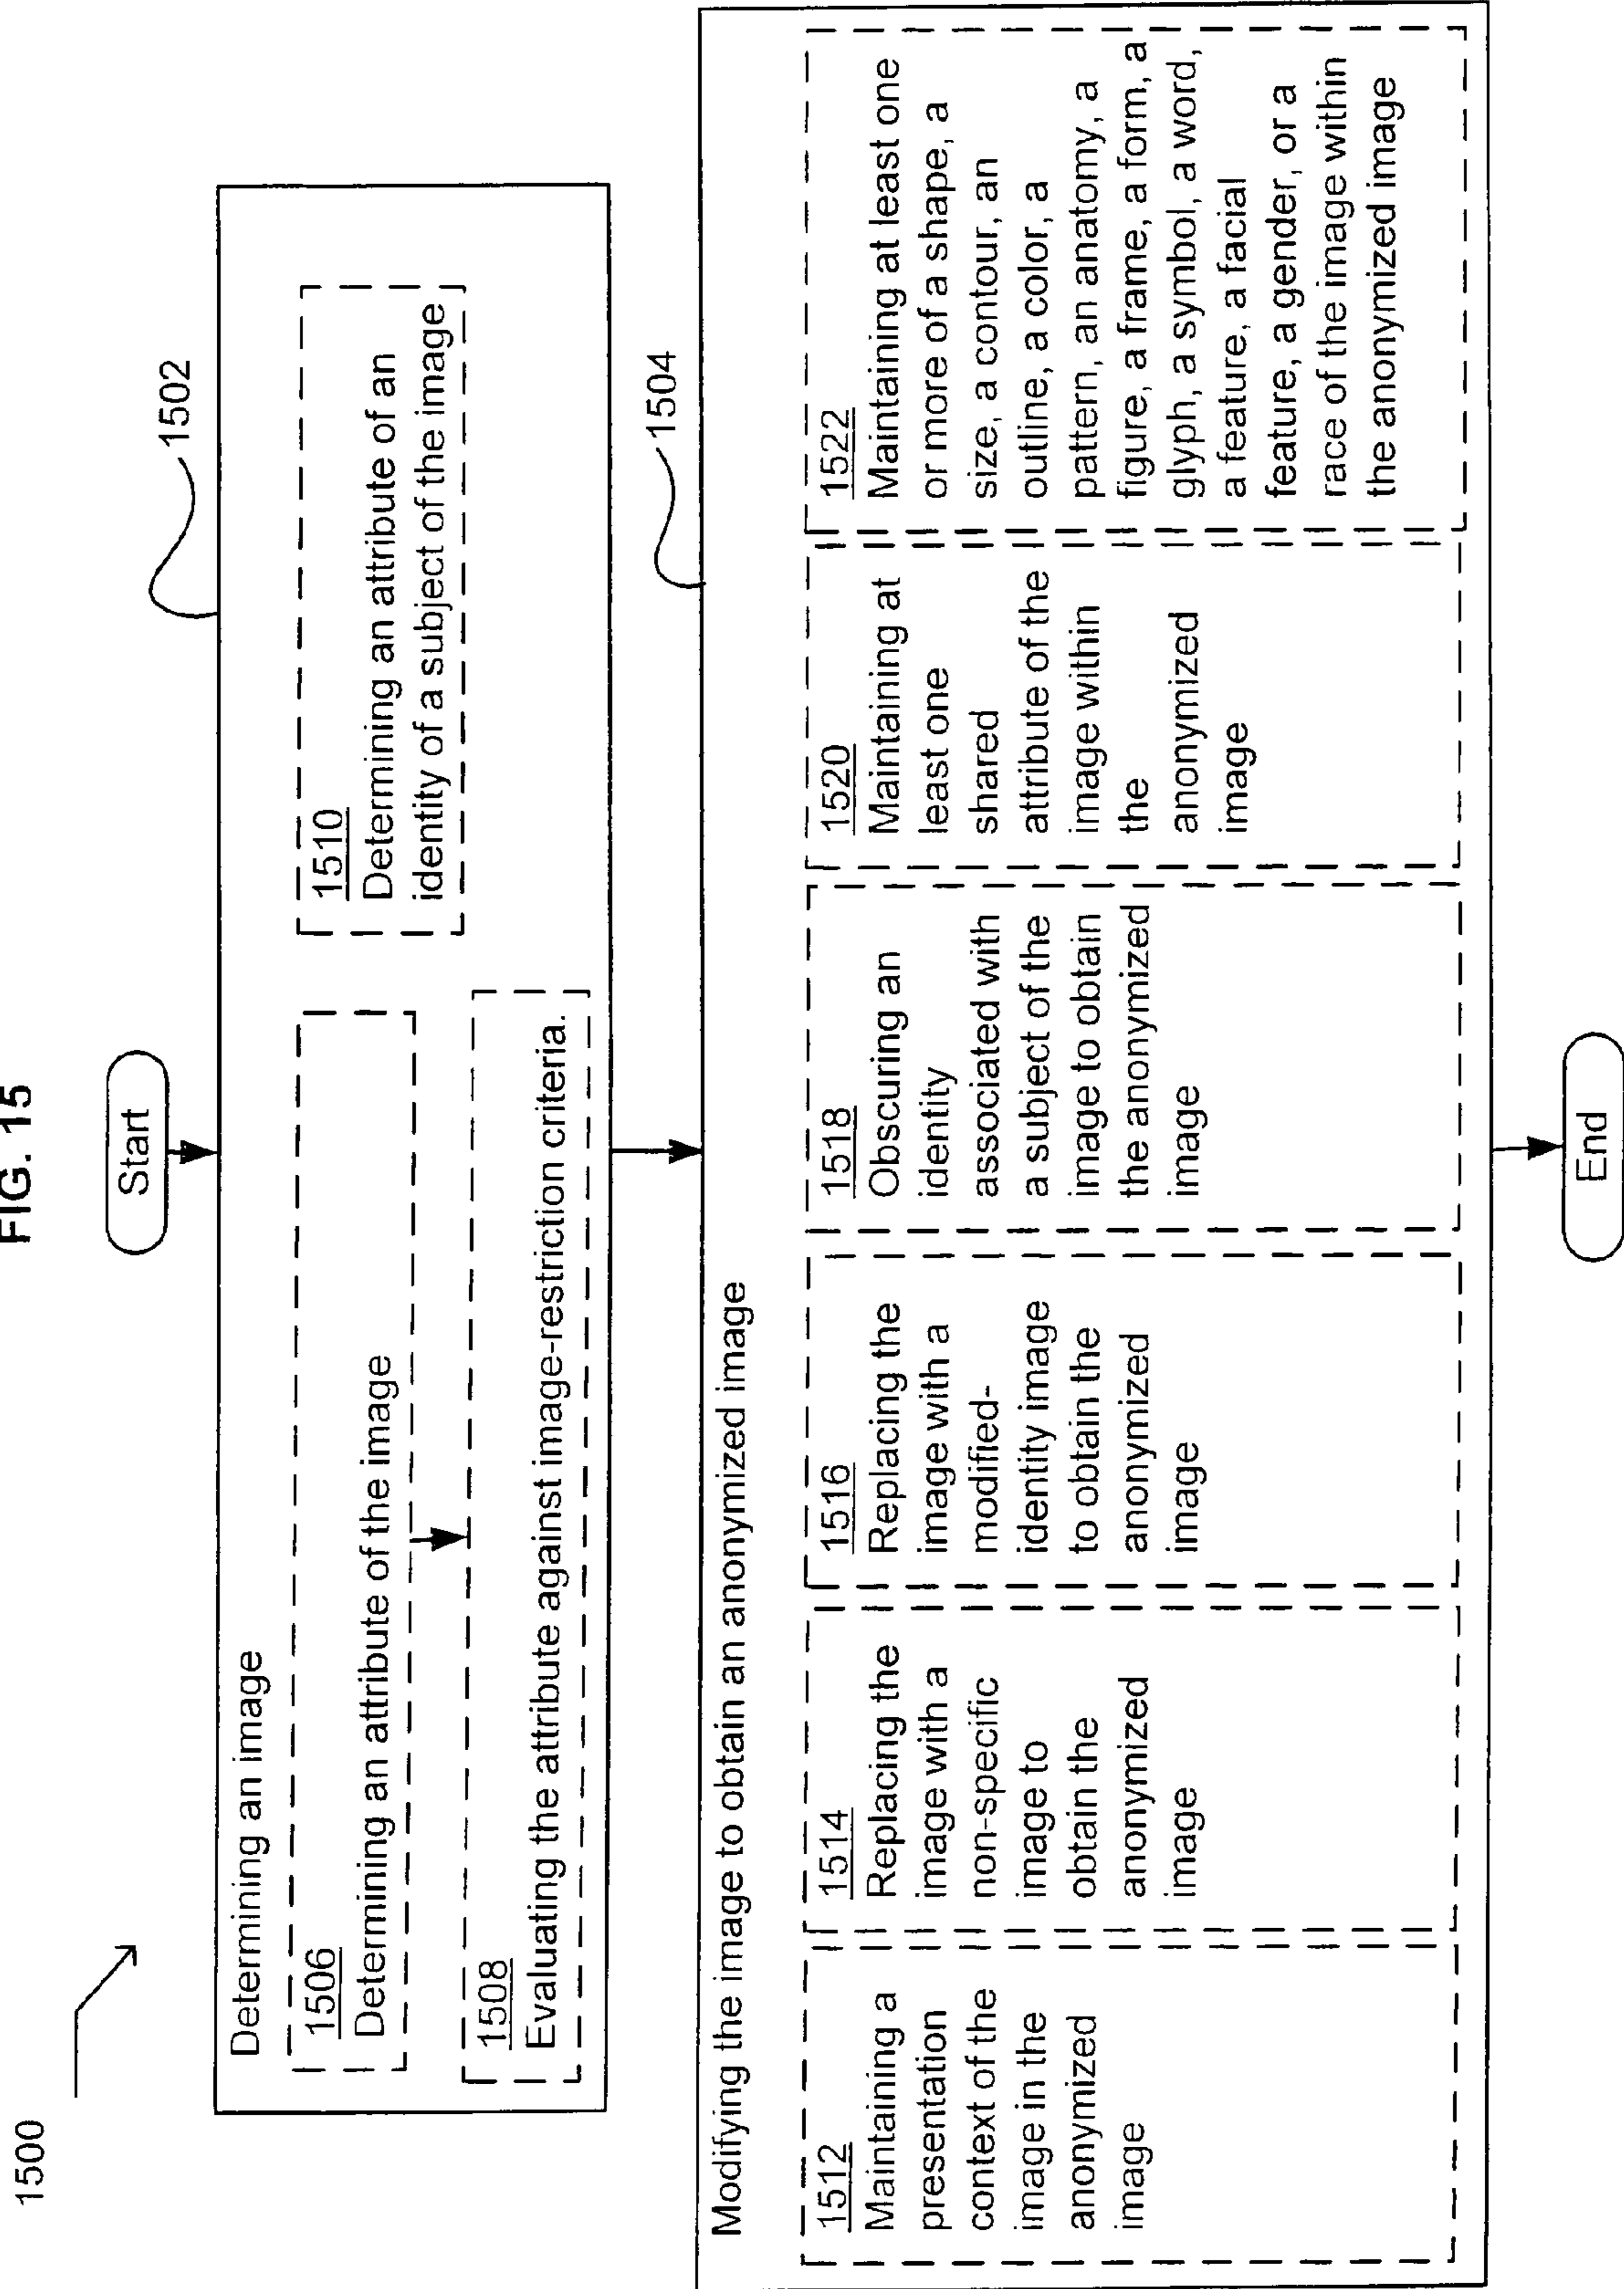 FIG. 15
1500
Start
1502
Determining an image
1506
Determining an attribute of the image
1508
Evaluating the attribute against image-restriction criteria.
1510
Determining an attribute of an
identity of a subject of the image
1504
Modifying the image to obtain an anonymized image
1512
Maintaining a
presentation
context of the
image in the
anonymized
image
1514
Replacing the
image with a
non-specific
image to
obtain the
anonymized
image
1516
Replacing the
image with a
modified-
identity image
to obtain the
anonymized
image
1518
Obscuring an
identity
associated with
a subject of the
image to obtain
the anonymized
image
1520
Maintaining at
least one
shared
attribute of the
image within
the
anonymized
image
1522
Maintaining at least one
or more of a shape, a
size, a contour, an
outline, a color, a
pattern, an anatomy, a
figure, a frame, a form, a
glyph, a symbol, a word,
a feature, a facial
feature, a gender, or a
race of the image within
the anonymized image
End